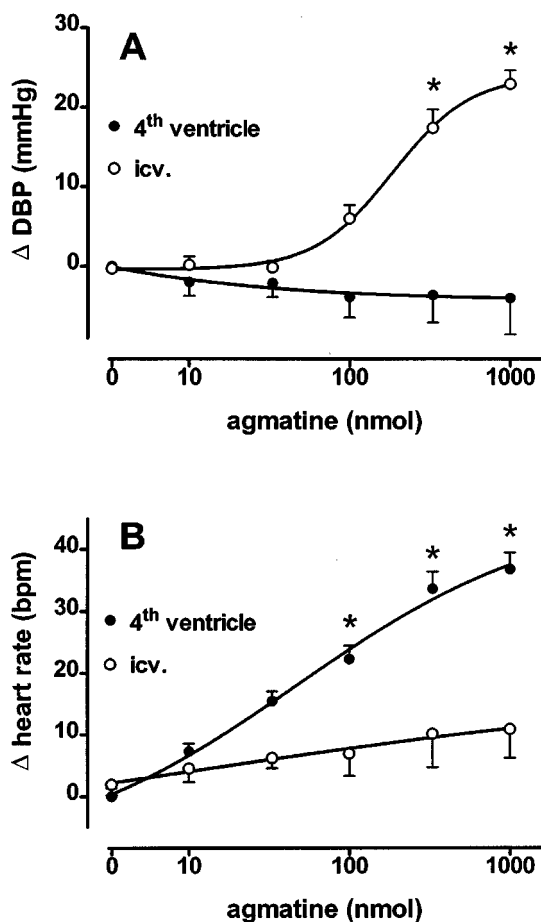 A
30
20
10
0
Δ DBP (mmHg)
● 4th ventricle
○ icv.
* *
0 10 100 1000
agmatine (nmol)
B
40
30
20
10
0
Δ heart rate (bpm)
● 4th ventricle
○ icv.
* * *
0 10 100 1000
agmatine (nmol)